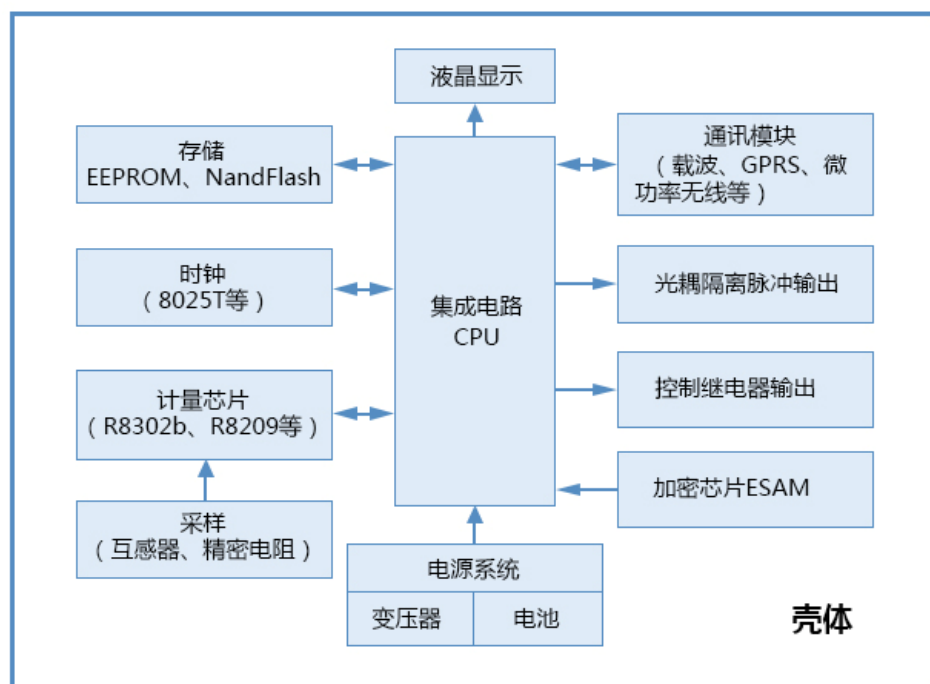 液晶显示
存储
EEPROM、NandFlash
通讯模块
（载波、GPRS、微
功率无线等）
时钟
（8025T等）
集成电路
CPU
光耦隔离脉冲输出
计量芯片
（R8302b、R8209等）
控制继电器输出
采样
（互感器、精密电阻）
加密芯片ESAM
电源系统
变压器
电池
壳体